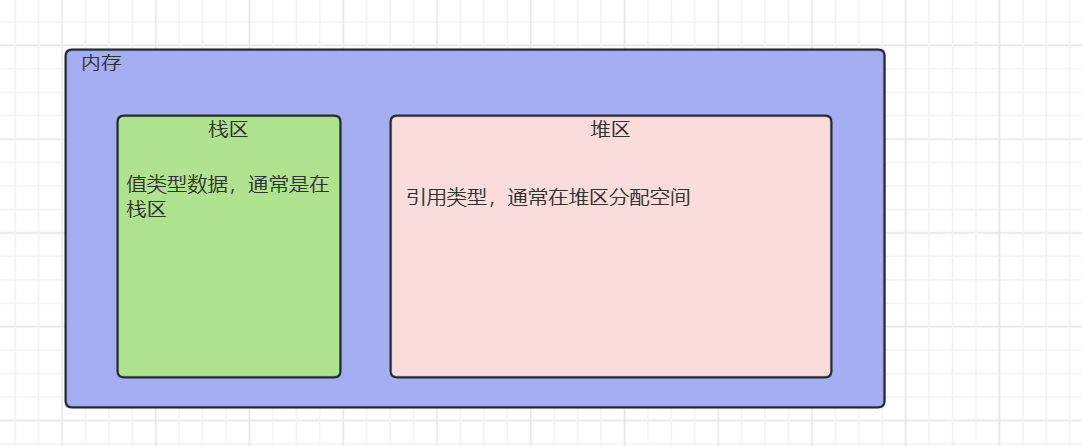 内存
栈区
值类型数据，通常是在
栈区
堆区
引用类型，通常在堆区分配空间